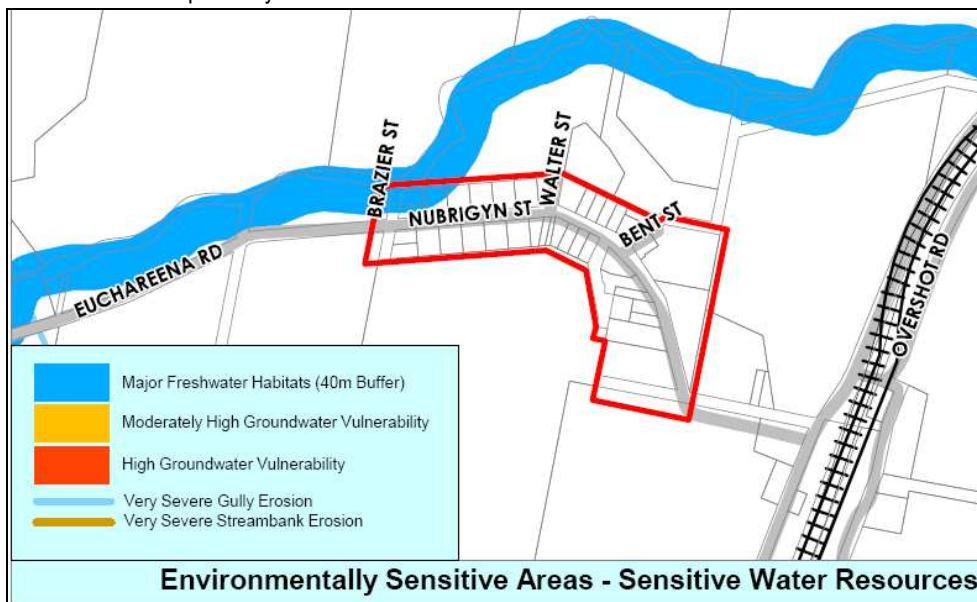 BRAZIER ST
WALTER ST
NUBRIGYN ST
BENT ST
EUCHAREENA RD
OVERSHOT RD
Major Freshwater Habitats (40m Buffer)
Moderately High Groundwater Vulnerability
High Groundwater Vulnerability
Very Severe Gully Erosion
Very Severe Streambank Erosion
Environmentally Sensitive Areas - Sensitive Water Resources